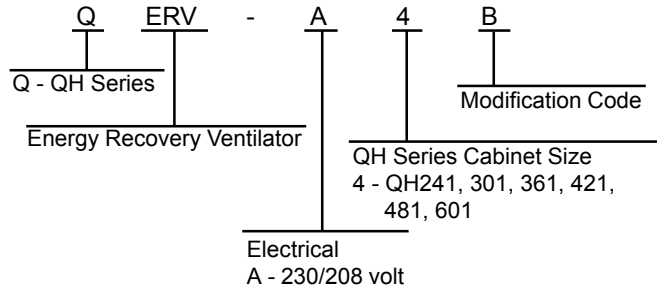 Q ERV - A 4 B
Q - QH Series
Modification Code
Energy Recovery Ventilator
QH Series Cabinet Size
4 - QH241, 301, 361, 421,
481, 601
Electrical
A - 230/208 volt